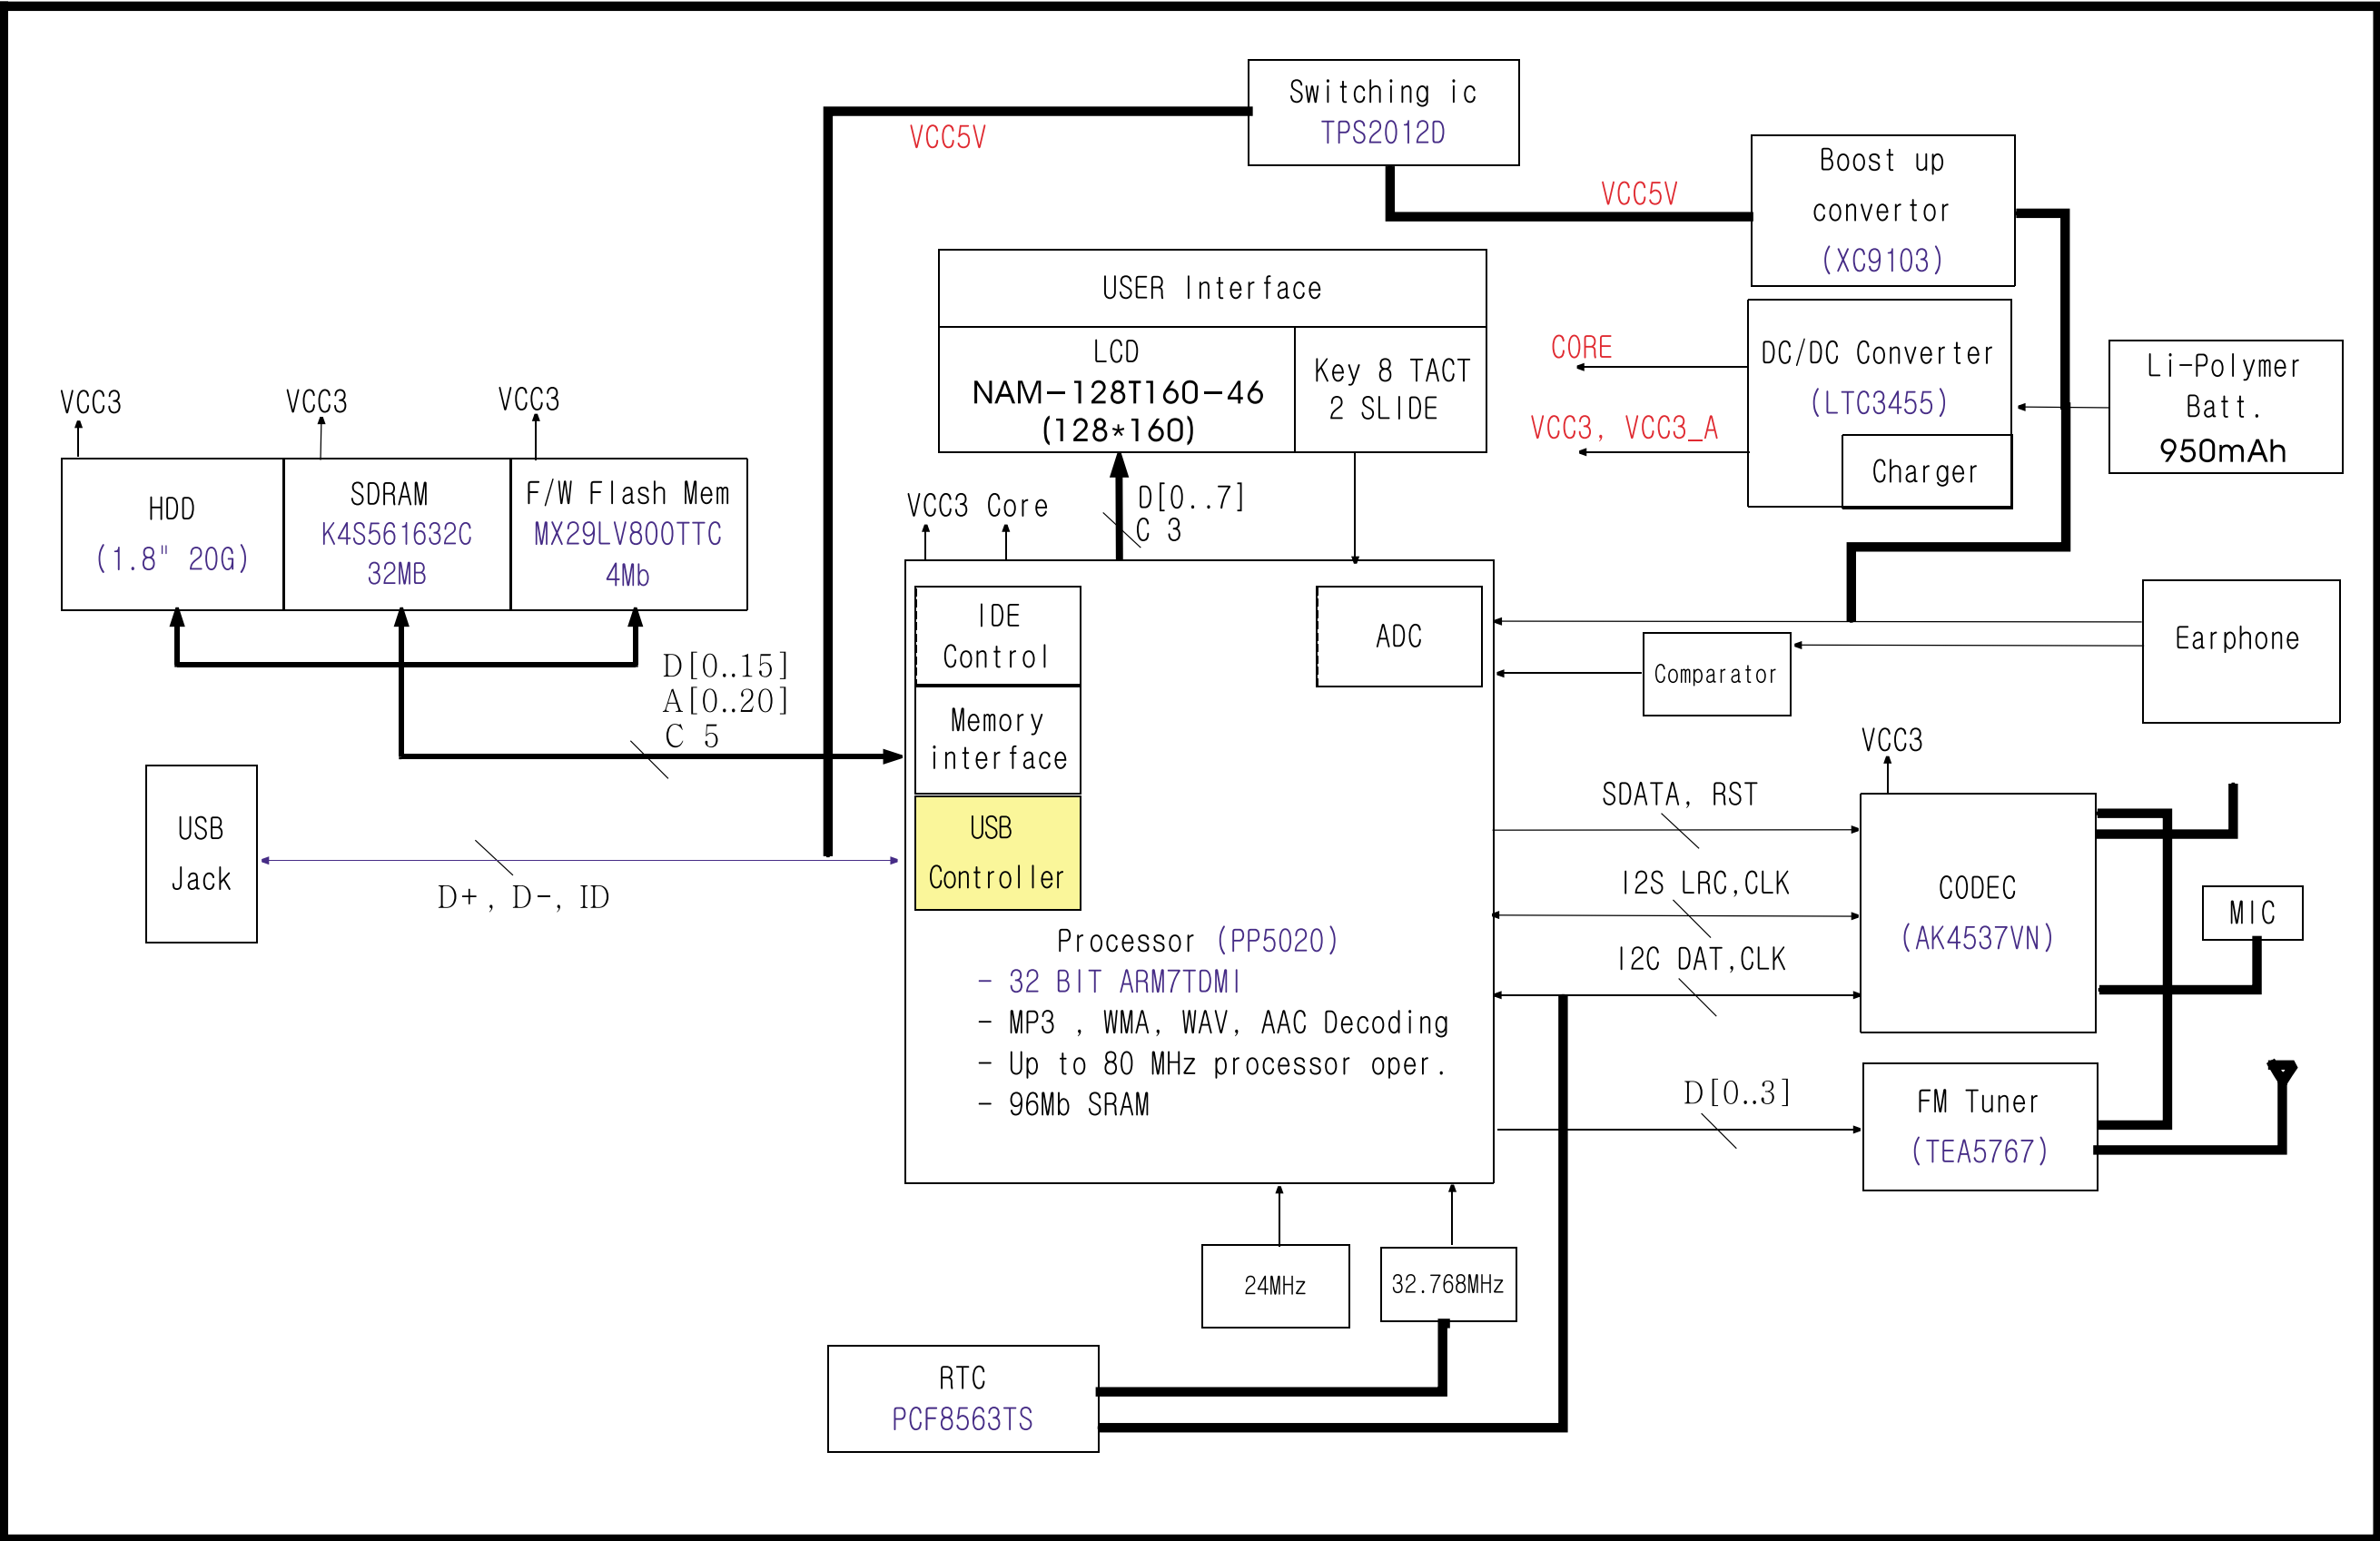 Switching ic
TPS2012D
VCC5V
VCC5V
Boost up
convertor
(XC9103)
USER Interface
LCD
NAM-128T160-46
(128*160)
Key 8 TACT
2 SLIDE
CORE
VCC3, VCC3_A
DC/DC Converter
(LTC3455)
Charger
Li-Polymer
Batt.
950mAh
VCC3
VCC3
VCC3
HDD
(1.8" 20G)
SDRAM
K4S561632C
32MB
F/W Flash Mem
MX29LV800TTC
4Mb
VCC3 Core
D[0..7]
C 3
IDE
Control
ADC
Comparator
Earphone
D[0..15]
A[0..20]
C 5
Memory
interface
USB
Jack
D+, D-, ID
USB
Controller
VCC3
SDATA, RST
I2S LRC,CLK
I2C DAT,CLK
CODEC
(AK4537VN)
MIC
Processor (PP5020)
- 32 BIT ARM7TDMI
- MP3 , WMA, WAV, AAC Decoding
- Up to 80 MHz processor oper.
- 96Mb SRAM
D[0..3]
FM Tuner
(TEA5767)
24MHz
32.768MHz
RTC
PCF8563TS